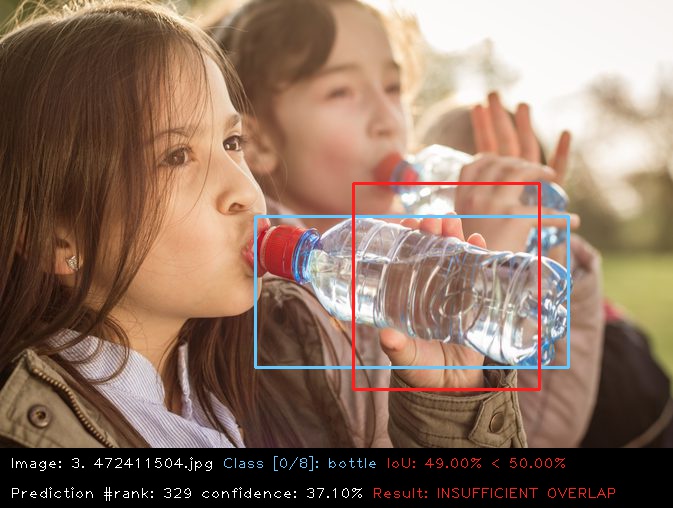 Image: 3. 472411504.jpg Class [0/8]: bottle IoU: 49.00% < 50.00%
Prediction #rank: 329 confidence: 37.10% Result: INSUFFICIENT OVERLAP